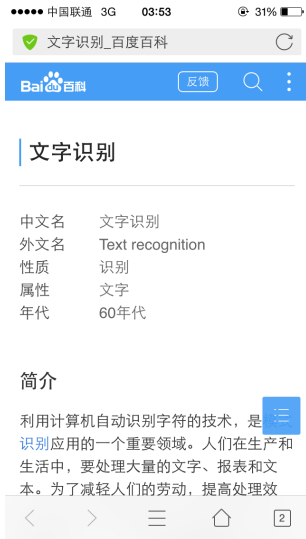 中国联通 3G 03:53 31%
文字识别_百度百科
Bai du 百科 反馈
文字识别
中文名 文字识别
外文名 Text recognition
性质 识别
属性 文字
年代 60年代
简介
利用计算机自动识别字符的技术，是
识别应用的一个重要领域。人们在生产和
生活中，要处理大量的文字、报表和文
本。为了减轻人们的劳动，提高处理效
2